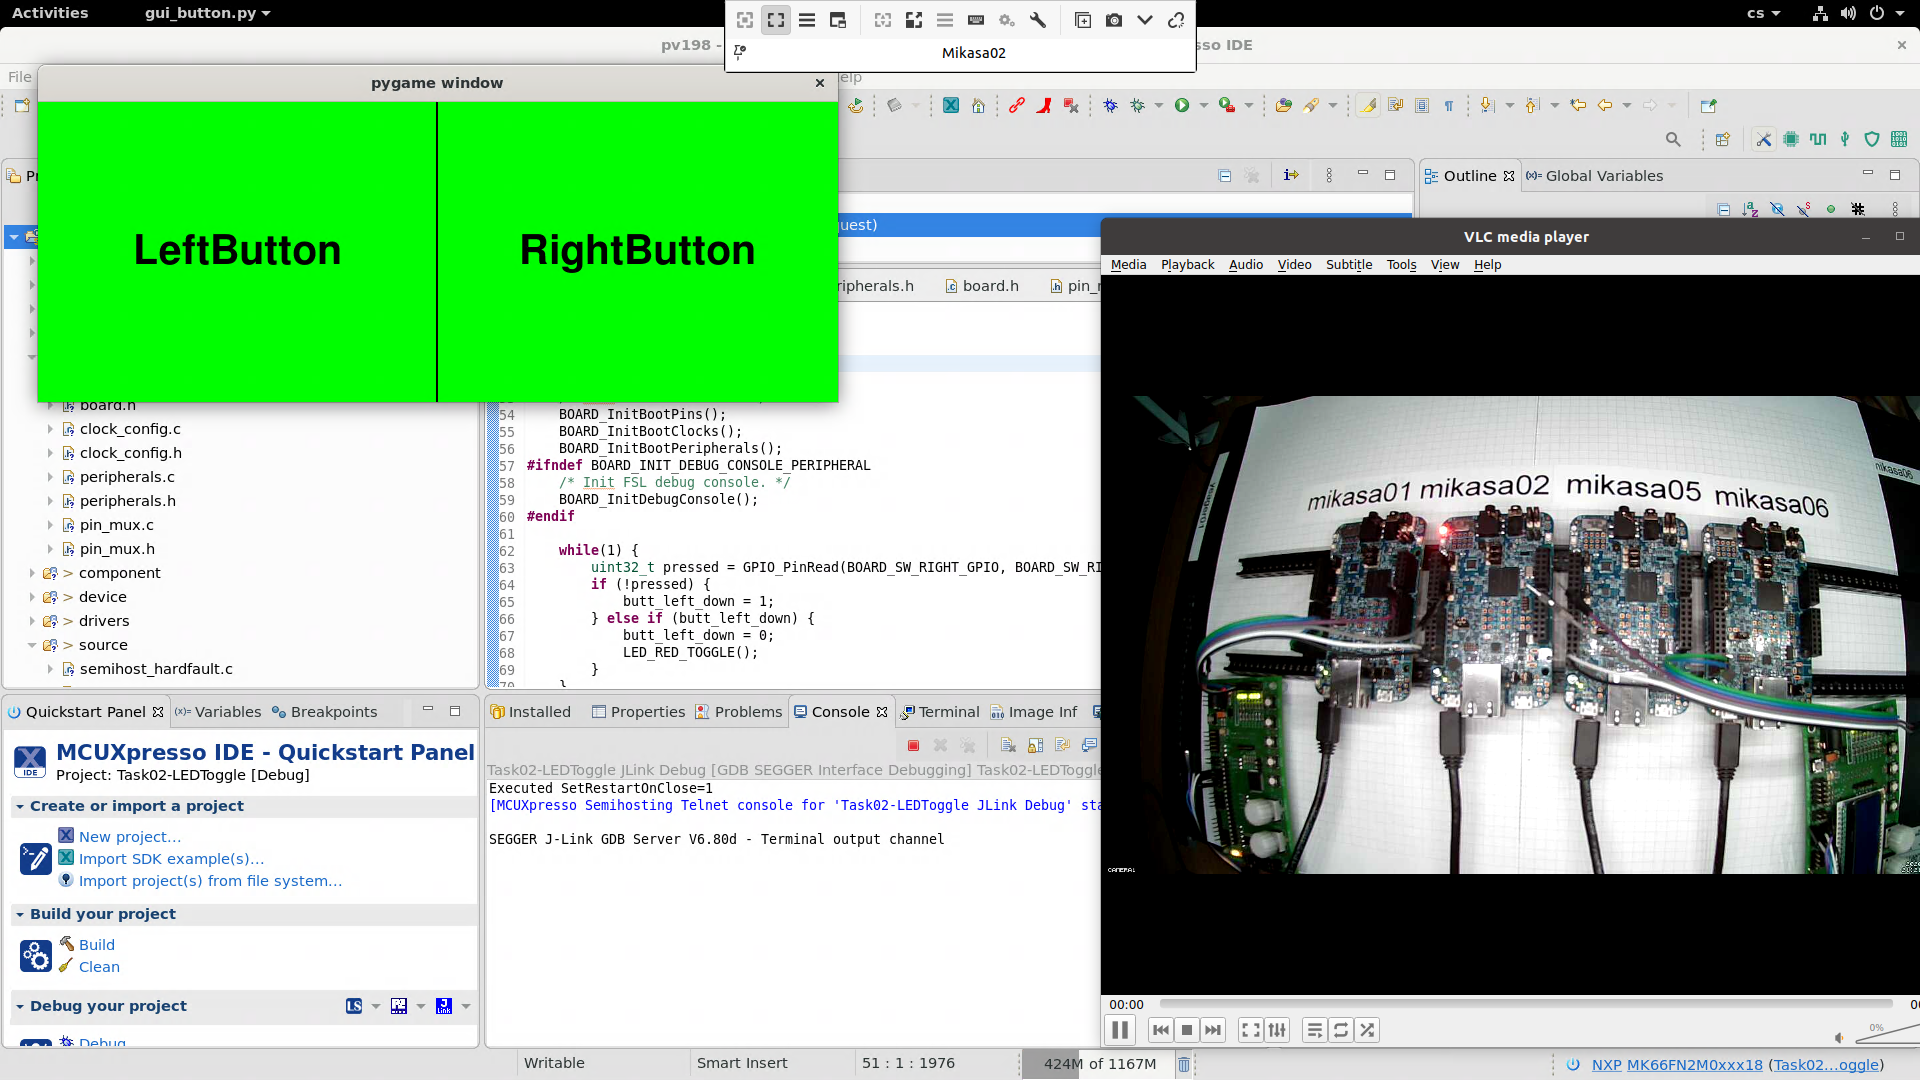 Activities
gui_button.py
cs
pv198 -
sso IDE
Mikasa02
File
elp
pygame window
LeftButton
RightButton
uest)
Outline
Global Variables
ripherals.h
board.h
board.h
clock_config.c
clock_config.h
peripherals.c
peripherals.h
pin_mux.c
pin_mux.h
> component
> device
> drivers
> source
semihost_hardfault.c
54 BOARD_InitBootPins();
55 BOARD_InitBootClocks();
56 BOARD_InitBootPeripherals();
57 #ifndef BOARD_INIT_DEBUG_CONSOLE_PERIPHERAL
58 /* Init FSL debug console. */
59 BOARD_InitDebugConsole();
60 #endif
61
62 while(1) {
63 uint32_t pressed = GPIO_PinRead(BOARD_SW_RIGHT_GPIO, BOARD_SW_RI
64 if (!pressed) {
65 butt_left_down = 1;
66 } else if (butt_left_down) {
67 butt_left_down = 0;
68 LED_RED_TOGGLE();
69 }
70 }
VLC media player
Media Playback Audio Video Subtitle Tools View Help
mikasa01 mikasa02 mikasa05 mikasa06
mikasa06
CAMERA1
00:00
0%
Quickstart Panel
Variables
Breakpoints
MCUXpresso IDE - Quickstart Panel
Project: Task02-LEDToggle [Debug]
Create or import a project
IDE
New project...
Import SDK example(s)...
Import project(s) from file system...
Build your project
Build
Clean
Debug your project
LS
Debug
Installed
Properties
Problems
Console
Terminal
Image Inf
Task02-LEDToggle JLink Debug [GDB SEGGER Interface Debugging] Task02-LEDToggle
Executed SetRestartOnClose=1
[MCUXpresso Semihosting Telnet console for 'Task02-LEDToggle JLink Debug' sta
SEGGER J-Link GDB Server V6.80d - Terminal output channel
Writable
Smart Insert
51 : 1 : 1976
424M of 1167M
NXP MK66FN2M0xxx18 (Task02...oggle)